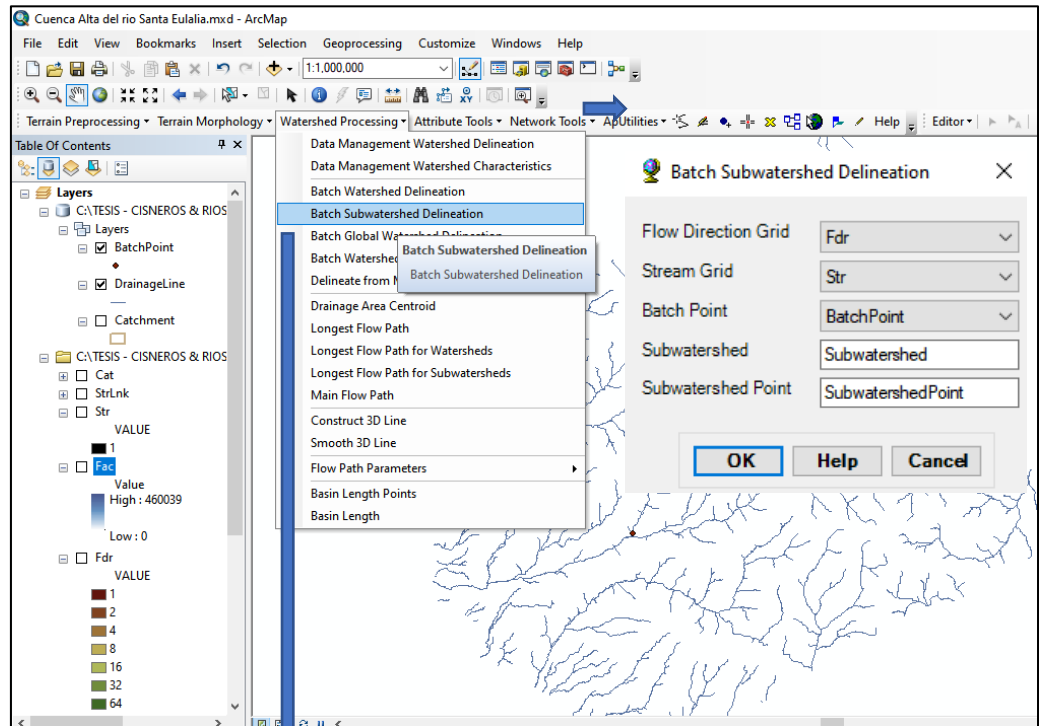 Cuenca Alta del rio Santa Eulalia.mxd - ArcMap
File Edit View Bookmarks Insert Selection Geoprocessing Customize Windows Help
1:1,000,000
Terrain Preprocessing Terrain Morphology Watershed Processing Attribute Tools Network Tools ApUtilities Help Editor
Table Of Contents
Layers
C:\TESIS - CISNEROS & RIOS
Layers
BatchPoint
DrainageLine
Catchment
C:\TESIS - CISNEROS & RIOS
Cat
StrLnk
Str
VALUE
1
Fac
Value
High : 460039
Low : 0
Fdr
VALUE
1
2
4
8
16
32
64
Data Management Watershed Delineation
Data Management Watershed Characteristics
Batch Watershed Delineation
Batch Subwatershed Delineation
Batch Global Watershed Delineation
Batch Watershed
Delineate from
Batch Subwatershed Delineation
Batch Subwatershed Delineation
Drainage Area Centroid
Longest Flow Path
Longest Flow Path for Watersheds
Longest Flow Path for Subwatersheds
Main Flow Path
Construct 3D Line
Smooth 3D Line
Flow Path Parameters
Basin Length Points
Basin Length
Batch Subwatershed Delineation
Flow Direction Grid Fdr
Stream Grid Str
Batch Point BatchPoint
Subwatershed Subwatershed
Subwatershed Point SubwatershedPoint
OK Help Cancel